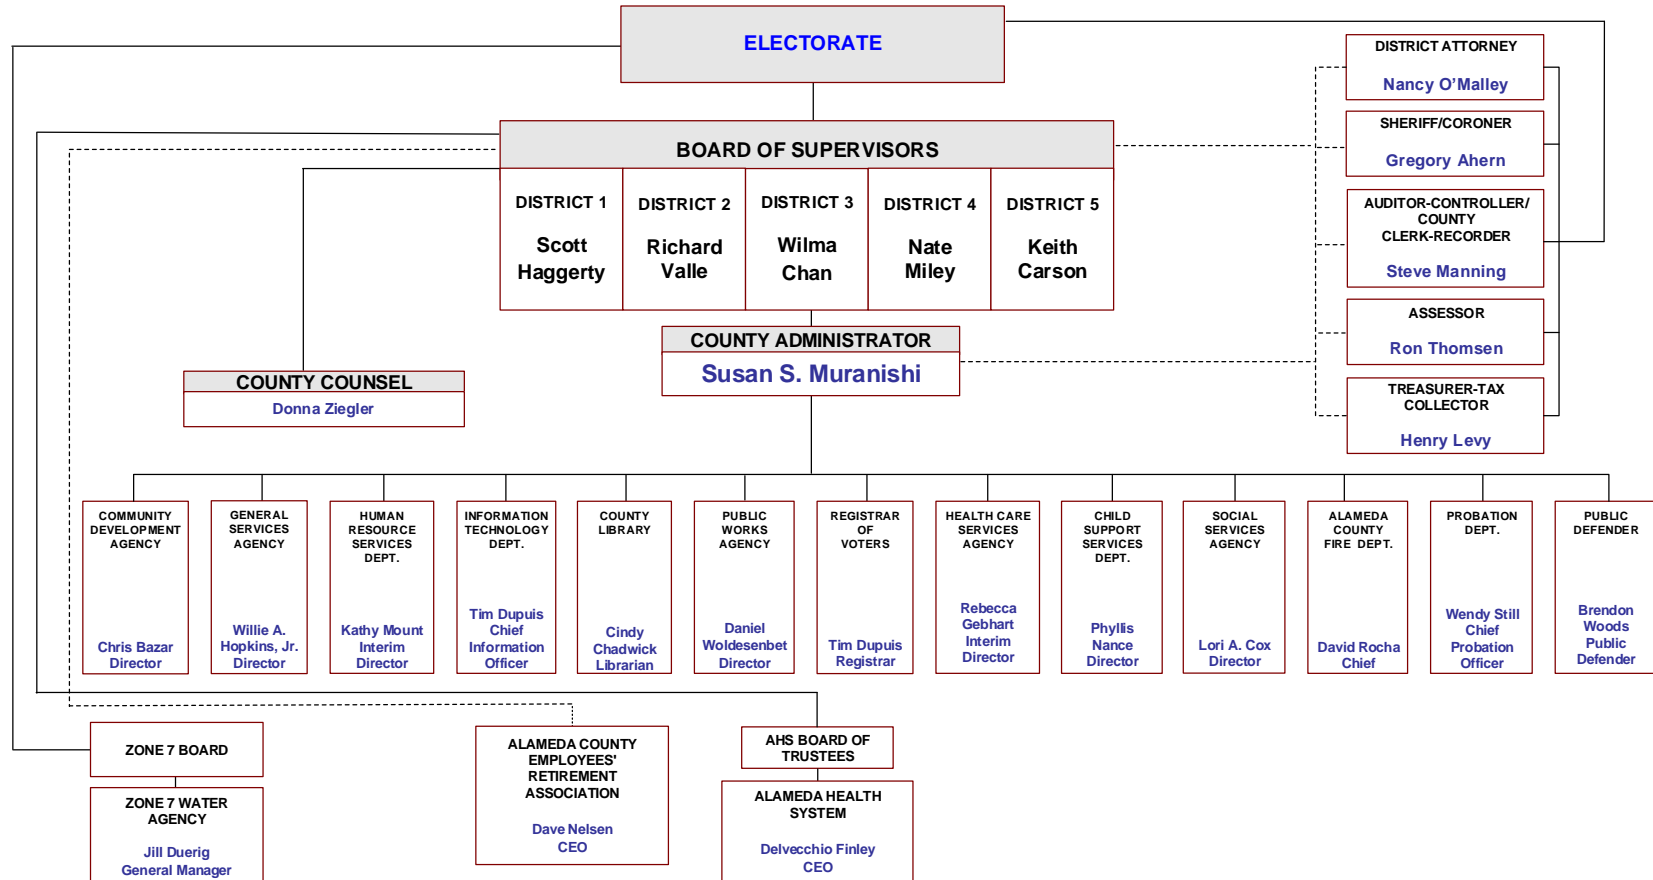 ELECTORATE
BOARD OF SUPERVISORS
DISTRICT 1
Scott
Haggerty
DISTRICT 2
Richard
Valle
DISTRICT 3
Wilma
Chan
DISTRICT 4
Nate
Miley
DISTRICT 5
Keith
Carson
DISTRICT ATTORNEY
Nancy O’Malley
SHERIFF/CORONER
Gregory Ahern
AUDITOR-CONTROLLER/
COUNTY
CLERK-RECORDER
Steve Manning
ASSESSOR
Ron Thomsen
TREASURER-TAX
COLLECTOR
Henry Levy
COUNTY ADMINISTRATOR
Susan S. Muranishi
COUNTY COUNSEL
Donna Ziegler
COMMUNITY
DEVELOPMENT
AGENCY
Chris Bazar
Director
GENERAL
SERVICES
AGENCY
Willie A.
Hopkins, Jr.
Director
HUMAN
RESOURCE
SERVICES
DEPT.
Kathy Mount
Interim
Director
INFORMATION
TECHNOLOGY
DEPT.
Tim Dupuis
Chief
Information
Officer
COUNTY
LIBRARY
Cindy
Chadwick
Librarian
PUBLIC
WORKS
AGENCY
Daniel
Woldesenbet
Director
REGISTRAR
OF
VOTERS
Tim Dupuis
Registrar
HEALTH CARE
SERVICES
AGENCY
Rebecca
Gebhart
Interim
Director
CHILD
SUPPORT
SERVICES
DEPT.
Phyllis
Nance
Director
SOCIAL
SERVICES
AGENCY
Lori A. Cox
Director
ALAMEDA
COUNTY
FIRE DEPT.
David Rocha
Chief
PROBATION
DEPT.
Wendy Still
Chief
Probation
Officer
PUBLIC
DEFENDER
Brendon
Woods
Public
Defender
ZONE 7 BOARD
ZONE 7 WATER
AGENCY
Jill Duerig
General Manager
ALAMEDA COUNTY
EMPLOYEES'
RETIREMENT
ASSOCIATION
Dave Nelsen
CEO
AHS BOARD OF
TRUSTEES
ALAMEDA HEALTH
SYSTEM
Delvecchio Finley
CEO